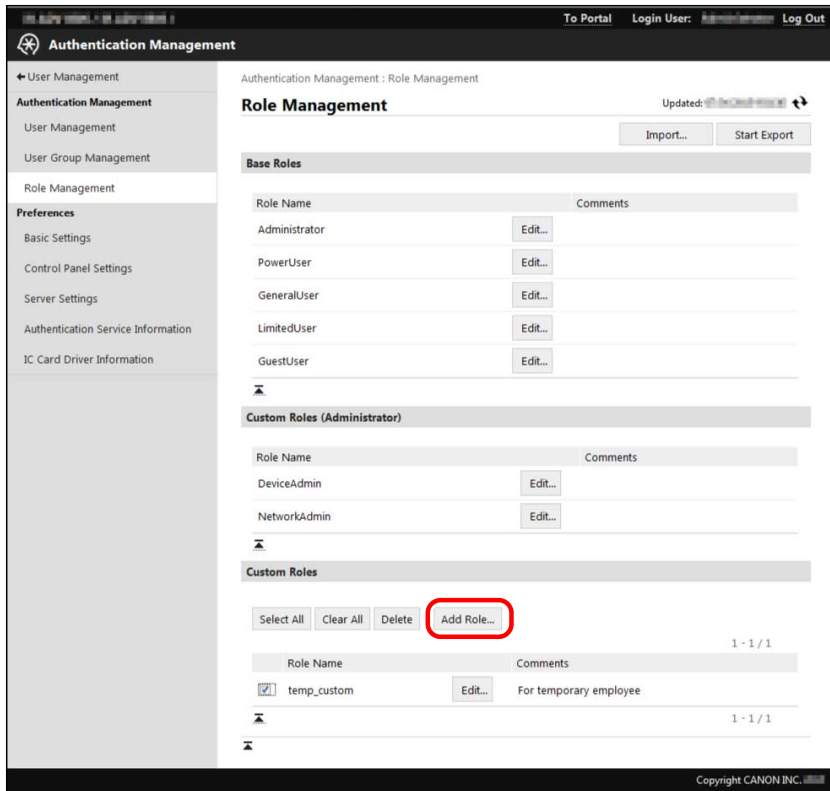 To Portal Login User: Log Out
Authentication Management
User Management
Authentication Management
User Management
User Group Management
Role Management
Preferences
Basic Settings
Control Panel Settings
Server Settings
Authentication Service Information
IC Card Driver Information
Authentication Management : Role Management
Role Management
Updated:
Import... Start Export
Base Roles
Role Name Comments
Administrator Edit...
PowerUser Edit...
GeneralUser Edit...
LimitedUser Edit...
GuestUser Edit...
Custom Roles (Administrator)
Role Name Comments
DeviceAdmin Edit...
NetworkAdmin Edit...
Custom Roles
Select All Clear All Delete Add Role...
1 - 1 / 1
Role Name Comments
temp_custom Edit... For temporary employee
1 - 1 / 1
Copyright CANON INC.